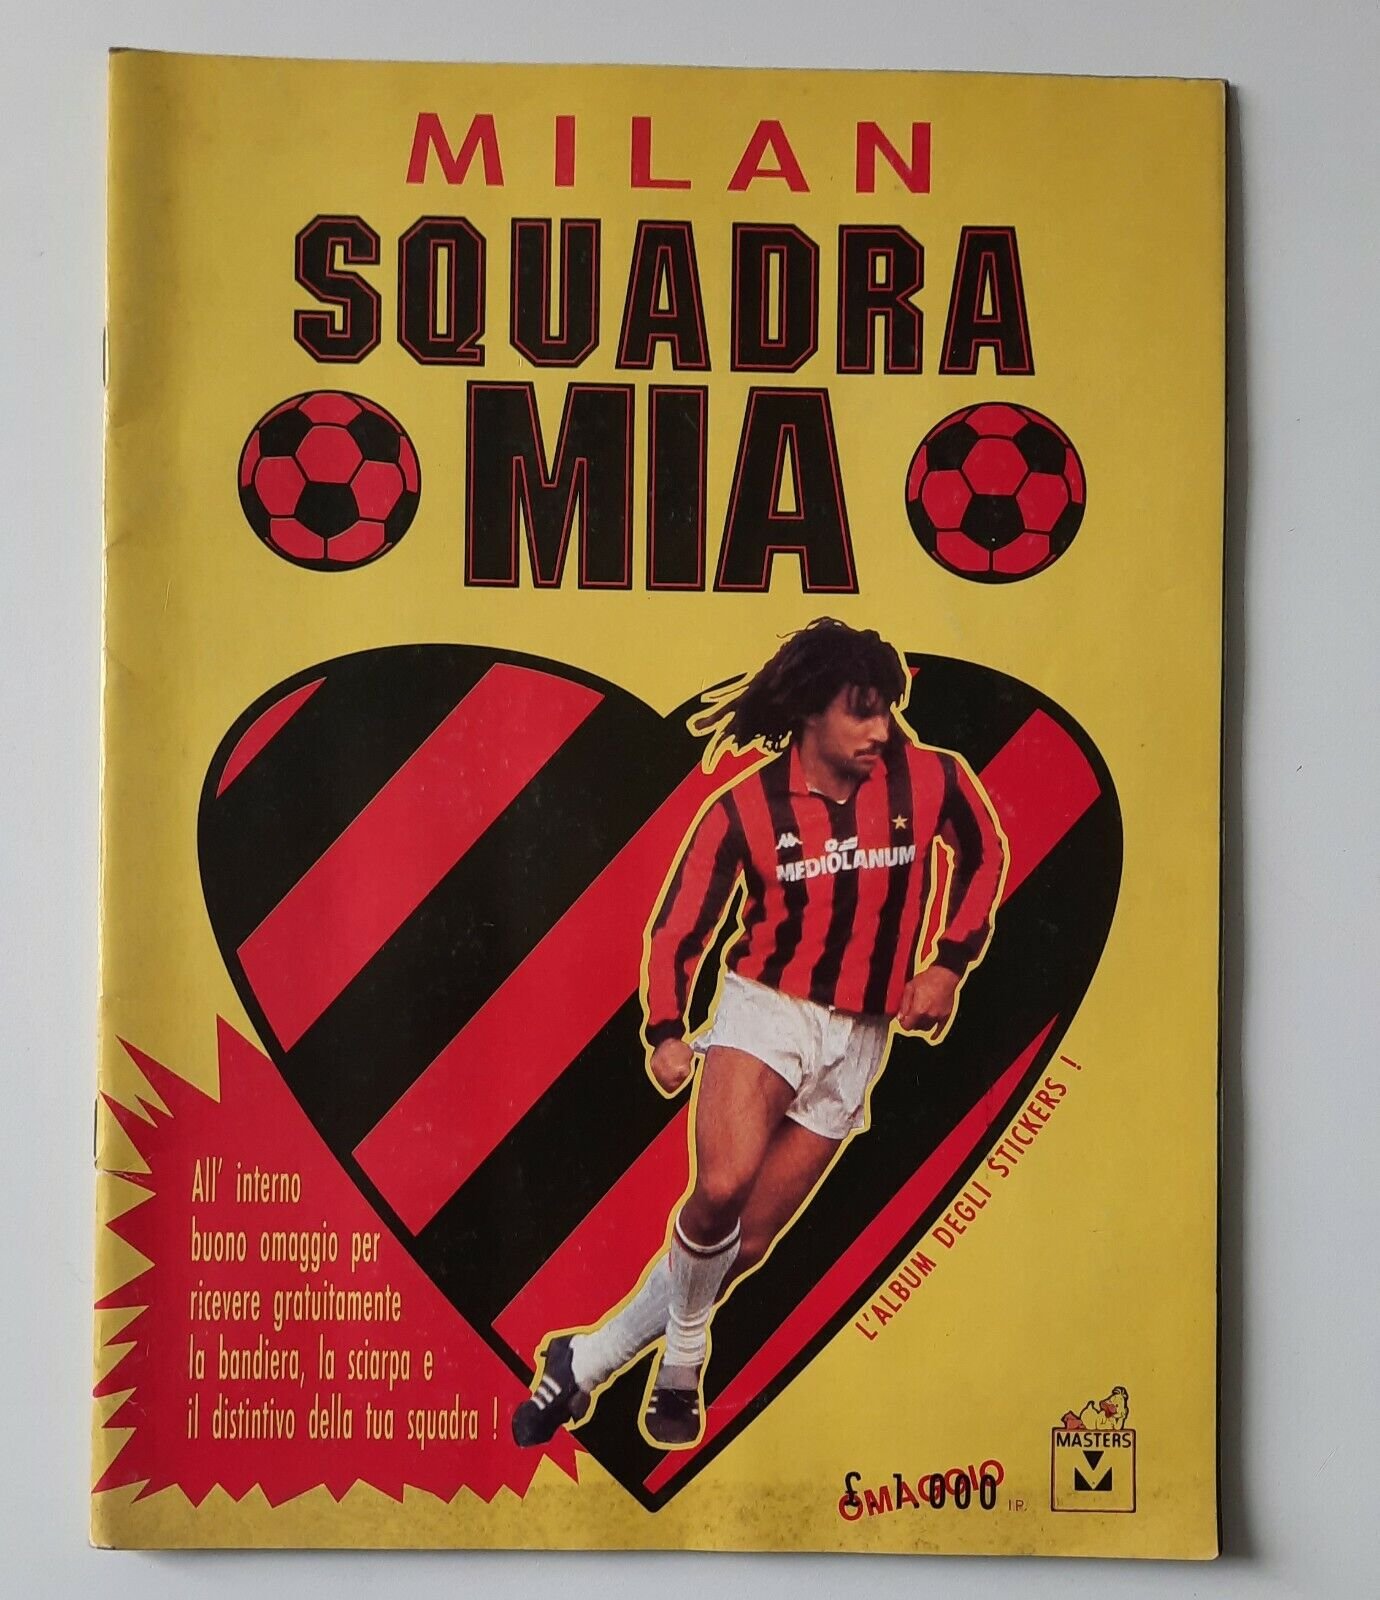 MILAN
SQUADRA
MIA
MEDIOLANUM
L'ALBUM DEGLI STICKERS !
All' interno
buono omaggio per
ricevere gratuitamente
la bandiera, la sciarpa e
il distintivo della tua squadra !
MASTERS
OMAGGIO
£. 1.000
I.P.